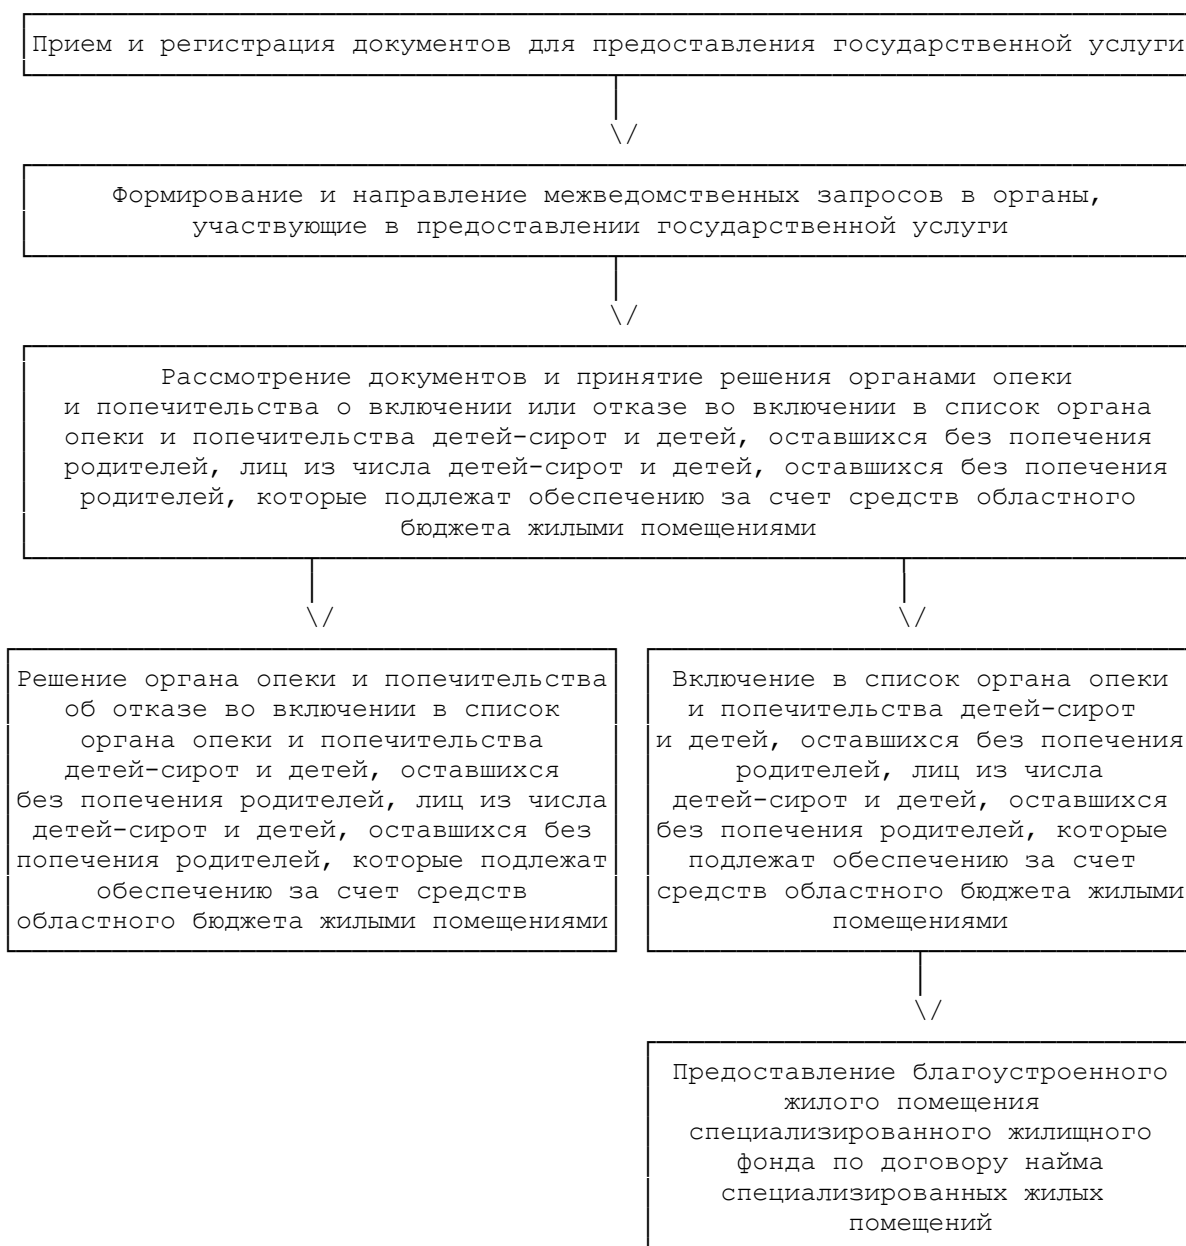 Прием и регистрация документов для предоставления государственной услуги
Формирование и направление межведомственных запросов в органы,
участвующие в предоставлении государственной услуги
Рассмотрение документов и принятие решения органами опеки
и попечительства о включении или отказе во включении в список органа
опеки и попечительства детей-сирот и детей, оставшихся без попечения
родителей, лиц из числа детей-сирот и детей, оставшихся без попечения
родителей, которые подлежат обеспечению за счет средств областного
бюджета жилыми помещениями
Решение органа опеки и попечительства
об отказе во включении в список
органа опеки и попечительства
детей-сирот и детей, оставшихся
без попечения родителей, лиц из числа
детей-сирот и детей, оставшихся без
попечения родителей, которые подлежат
обеспечению за счет средств
областного бюджета жилыми помещениями
Включение в список органа опеки
и попечительства детей-сирот
и детей, оставшихся без попечения
родителей, лиц из числа
детей-сирот и детей, оставшихся
без попечения родителей, которые
подлежат обеспечению за счет
средств областного бюджета жилыми
помещениями
Предоставление благоустроенного
жилого помещения
специализированного жилищного
фонда по договору найма
специализированных жилых
помещений